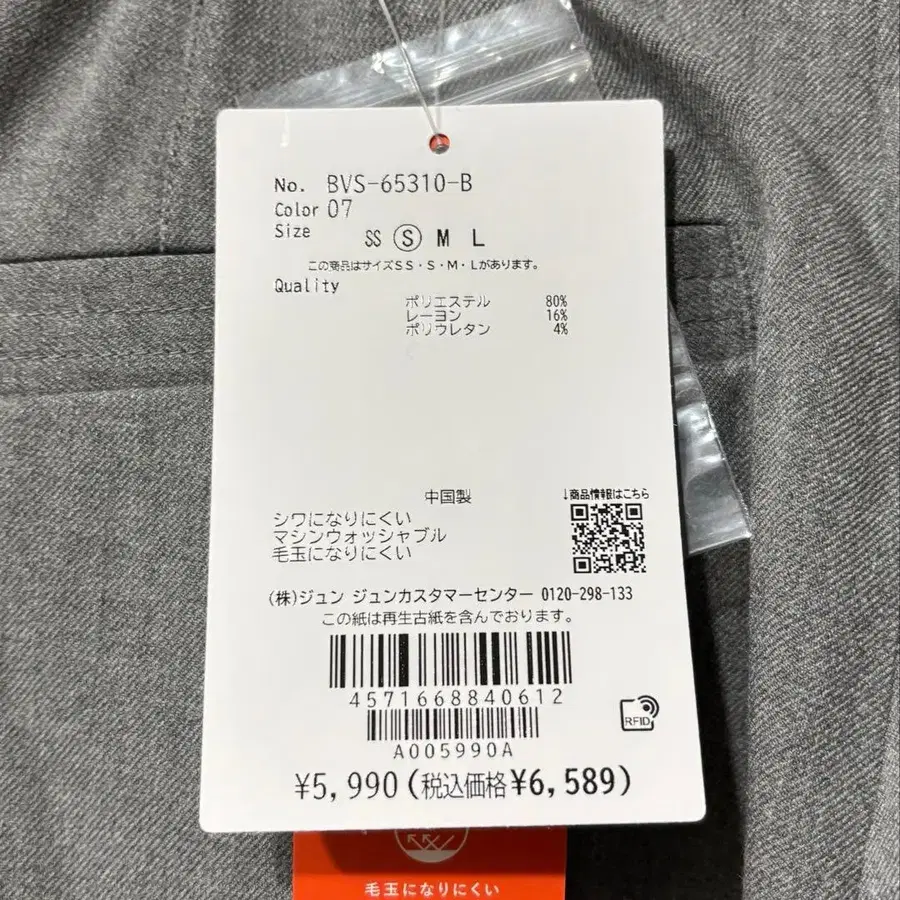 No. BVS-65310-B
Color 07
Size SS S M L
この商品はサイズSS・S・M・Lがあります。
Quality
ポリエステル 80%
レーヨン 16%
ポリウレタン 4%
中国製
↓商品情報はこちら
シワになりにくい
マシンウォッシャブル
毛玉になりにくい
(株)ジュン ジュンカスタマーセンター 0120-298-133
この紙は再生古紙を含んでおります。
4571668840612
RFID
A005990A
¥5,990(税込価格¥6,589)
毛玉になりにくい